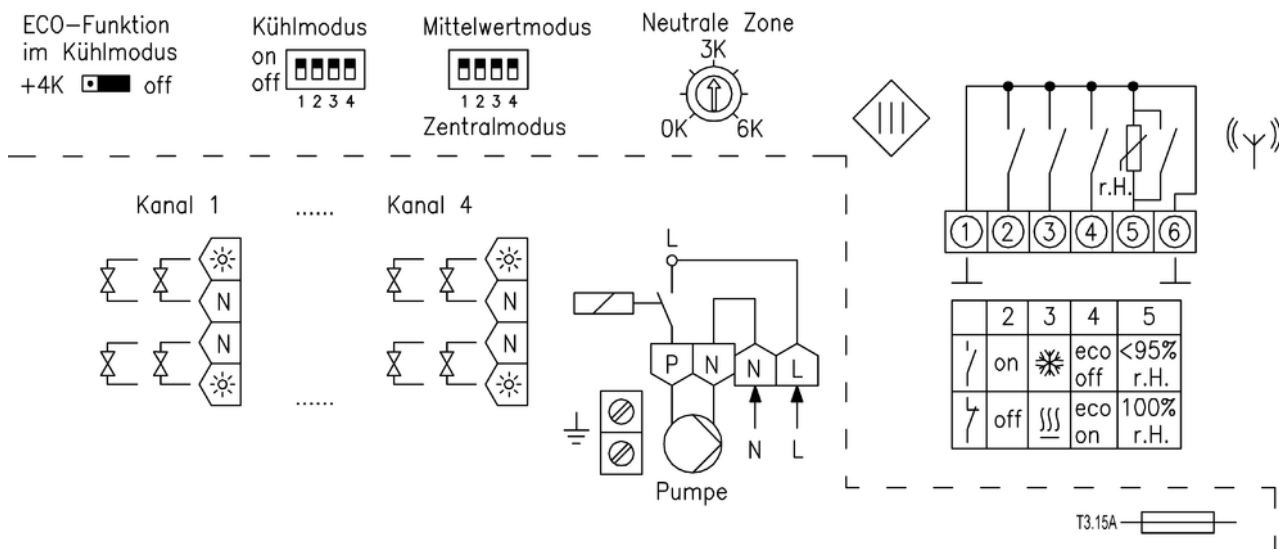 ECO-Funktion
im Kühlmodus
+4K off
Kühlmodus
on
off
1 2 3 4
Mittelwertmodus
1 2 3 4
Zentralmodus
Neutrale Zone
3K
0K 6K
r.H.
1 2 3 4 5 6
Kanal 1 ...... Kanal 4
N N
N N
......
L
P N N L
N L
Pumpe
2 3 4 5
on eco <95%
off r.H.
off eco 100%
on r.H.
T3.15A